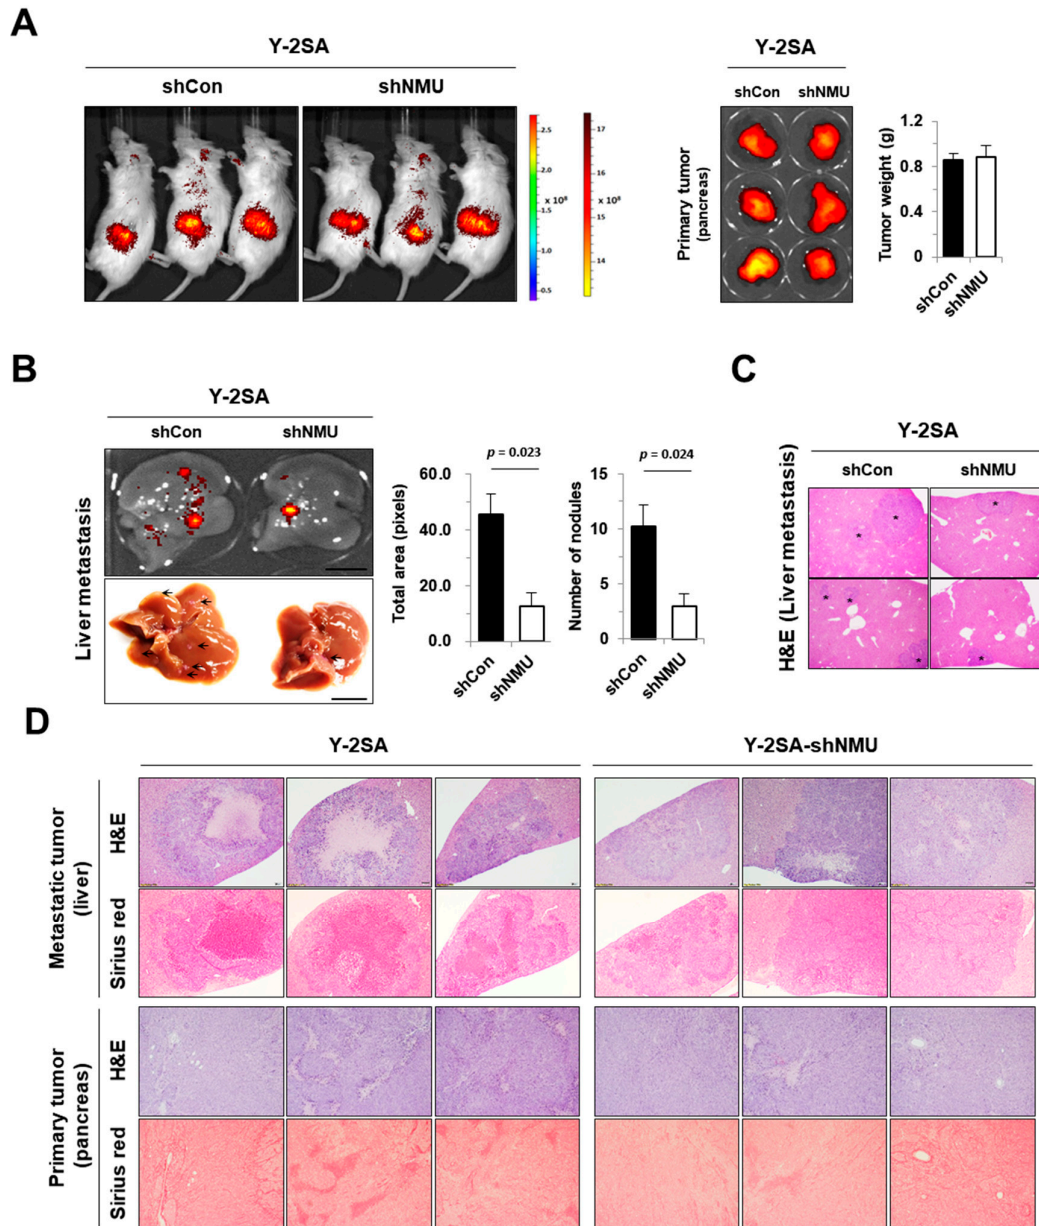 A
Y-2SA
shCon
shNMU
2.5
2.0
1.5
1.0
0.5
x 10⁸
17
16
15
14
x 10⁸
Y-2SA
shCon
shNMU
Primary tumor
(pancreas)
Tumor weight (g)
1.2
0.8
0.4
0
shCon
shNMU
B
Y-2SA
shCon
shNMU
Liver metastasis
p = 0.023
Total area (pixels)
60.0
40.0
20.0
0.0
shCon
shNMU
p = 0.024
Number of nodules
15
10
5
0
shCon
shNMU
C
Y-2SA
shCon
shNMU
H&E (Liver metastasis)
* * *
* * * *
D
Y-2SA
Y-2SA-shNMU
Metastatic tumor
(liver)
H&E
Sirius red
Primary tumor
(pancreas)
H&E
Sirius red